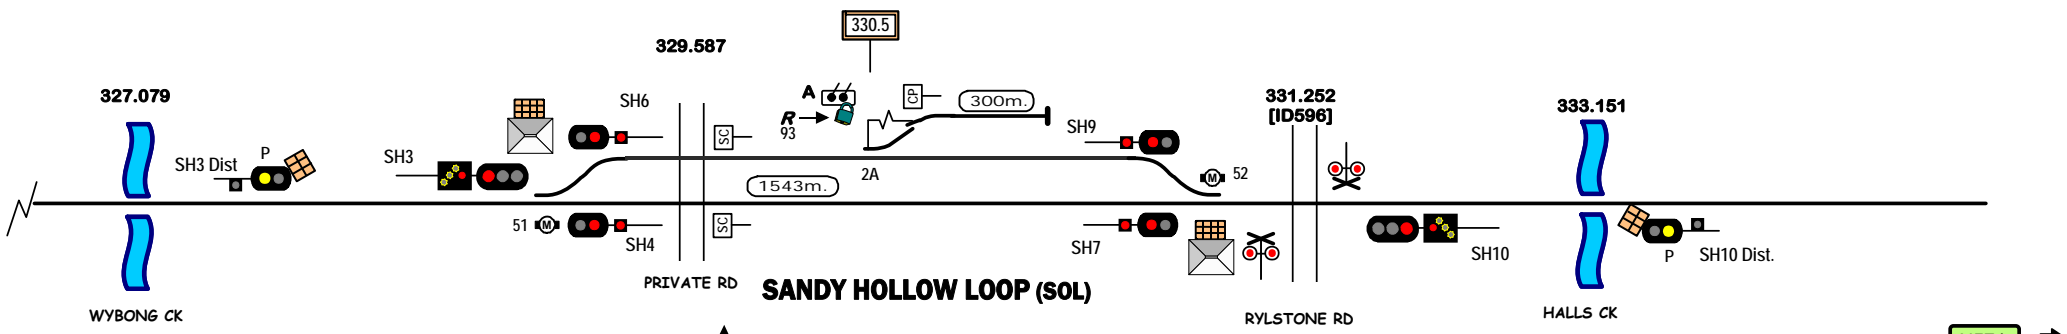 330.5
329.587
327.079
SH6
A
CP
300m.
331.252
[ID596]
333.151
R
93
SC
SH9
SH3 Dist
P
SH3
2A
52
1543m.
51
M
M
SH4
SC
SH7
SH10
P
SH10 Dist.
PRIVATE RD
SANDY HOLLOW LOOP (SOL)
WYBONG CK
RYLSTONE RD
HALLS CK